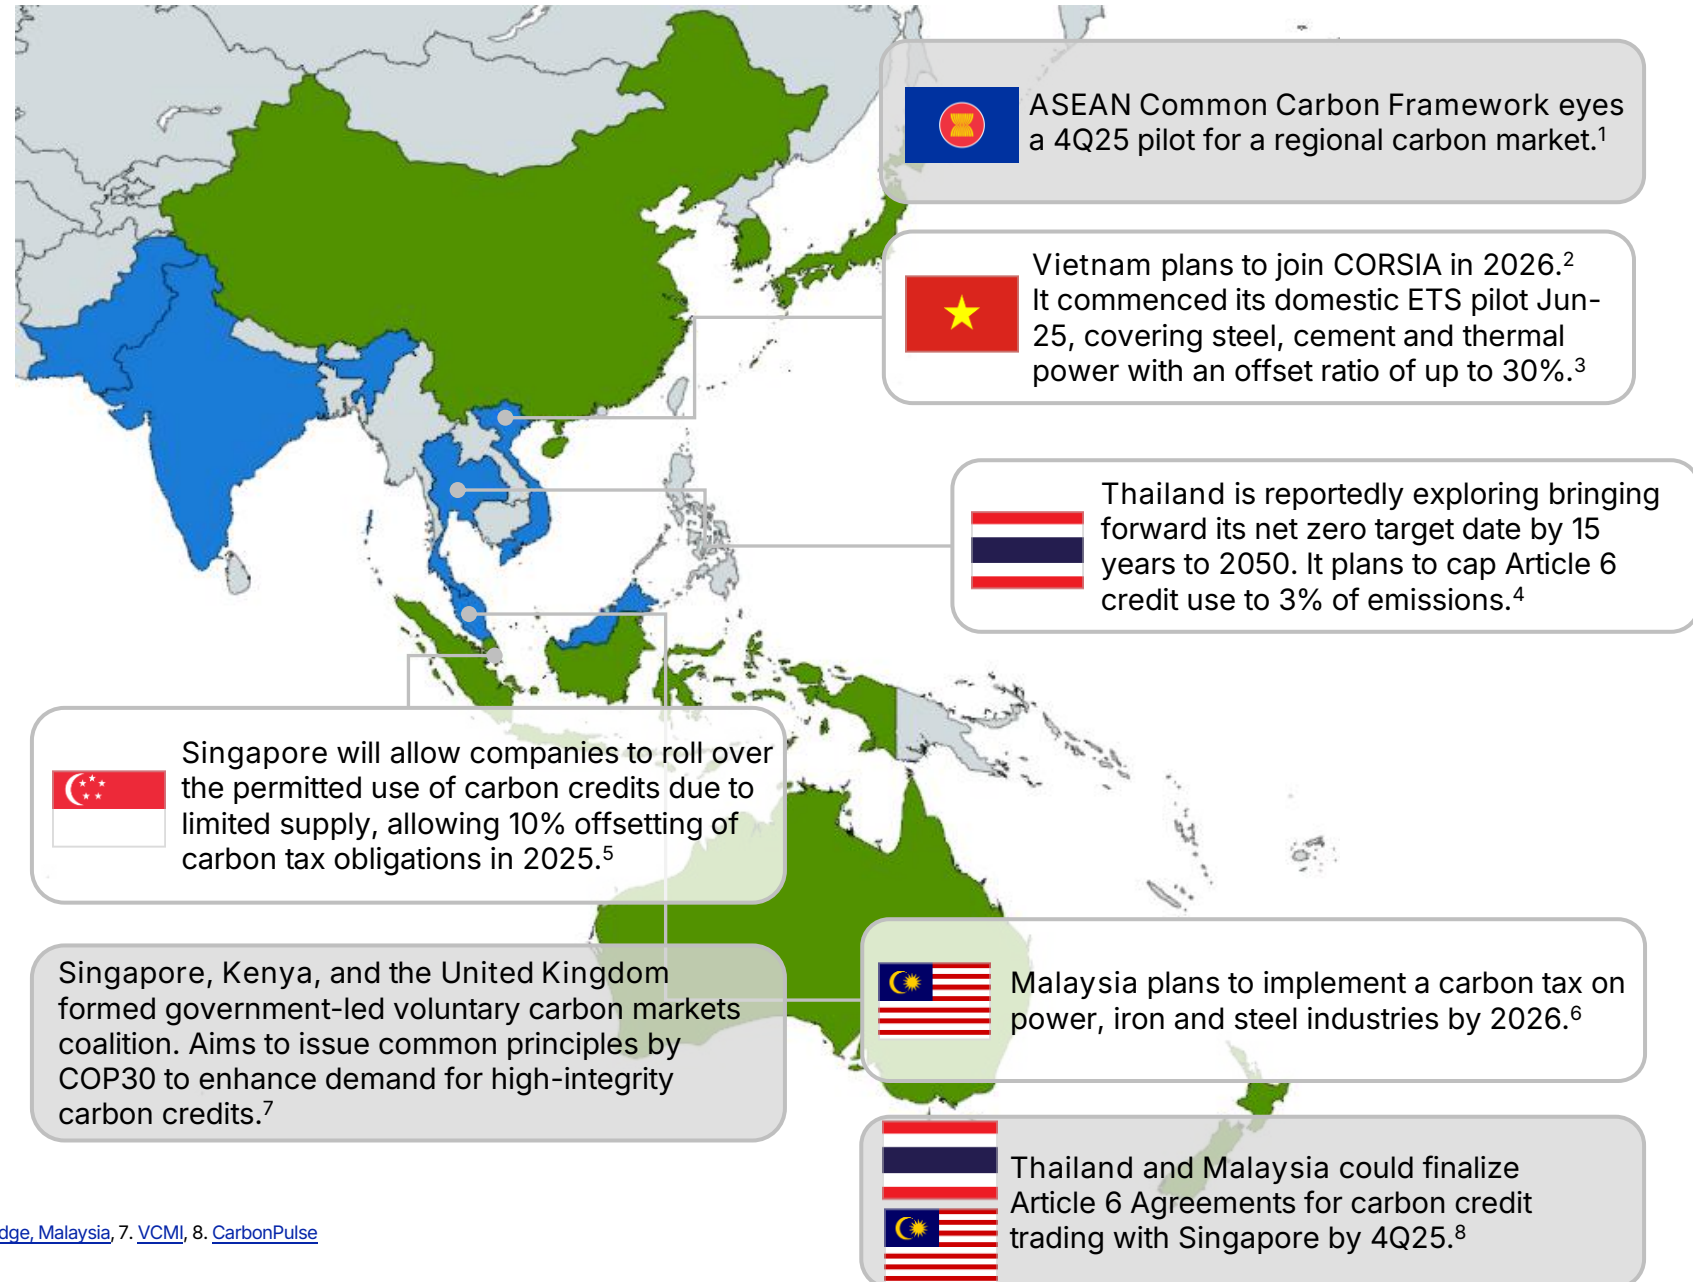 ASEAN Common Carbon Framework eyes
a 4Q25 pilot for a regional carbon market.¹
Vietnam plans to join CORSIA in 2026.²
It commenced its domestic ETS pilot Jun-
25, covering steel, cement and thermal
power with an offset ratio of up to 30%.³
Thailand is reportedly exploring bringing
forward its net zero target date by 15
years to 2050. It plans to cap Article 6
credit use to 3% of emissions.⁴
Singapore will allow companies to roll over
the permitted use of carbon credits due to
limited supply, allowing 10% offsetting of
carbon tax obligations in 2025.⁵
Singapore, Kenya, and the United Kingdom
formed government-led voluntary carbon markets
coalition. Aims to issue common principles by
COP30 to enhance demand for high-integrity
carbon credits.⁷
Malaysia plans to implement a carbon tax on
power, iron and steel industries by 2026.⁶
Thailand and Malaysia could finalize
Article 6 Agreements for carbon credit
trading with Singapore by 4Q25.⁸
dge, Malaysia, 7. VCMI, 8. CarbonPulse